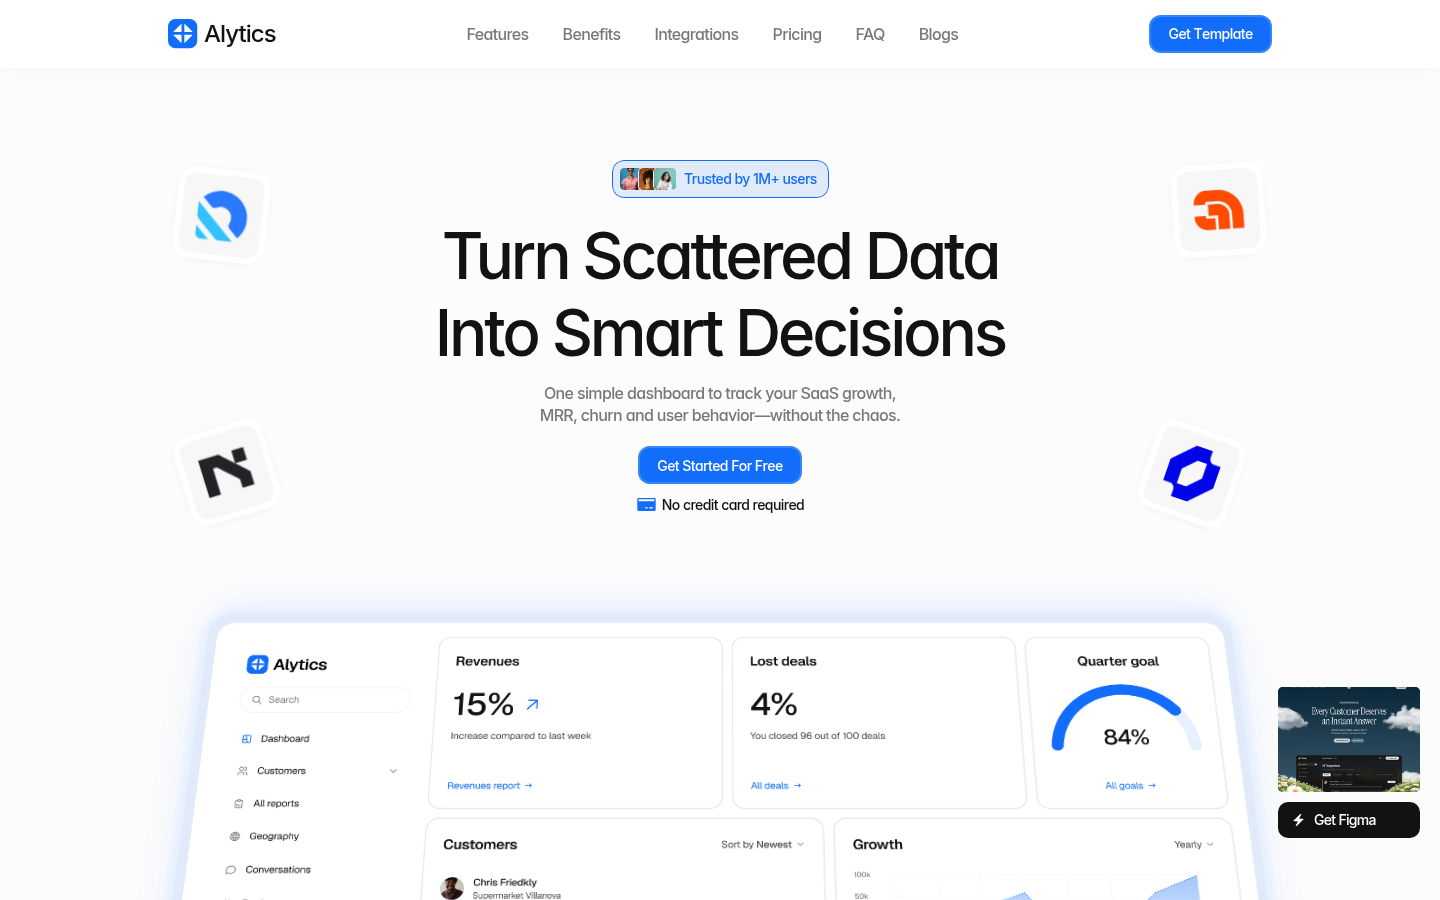 Alytics
Features
Benefits
Integrations
Pricing
FAQ
Blogs
Get Template
Trusted by 1M+ users
Turn Scattered Data
Into Smart Decisions
One simple dashboard to track your SaaS growth,
MRR, churn and user behavior—without the chaos.
Get Started For Free
No credit card required
Alytics
Search
Dashboard
Customers
All reports
Geography
Conversations
Revenues
15%
Increase compared to last week
Revenues report →
Lost deals
4%
You closed 96 out of 100 deals
All deals →
Quarter goal
84%
All goals →
Customers
Sort by Newest
Chris Friedkly
Supermarket Villanova
Growth
Yearly
100k
50k
Every Customer Deserves
an Instant Answer
Get Figma